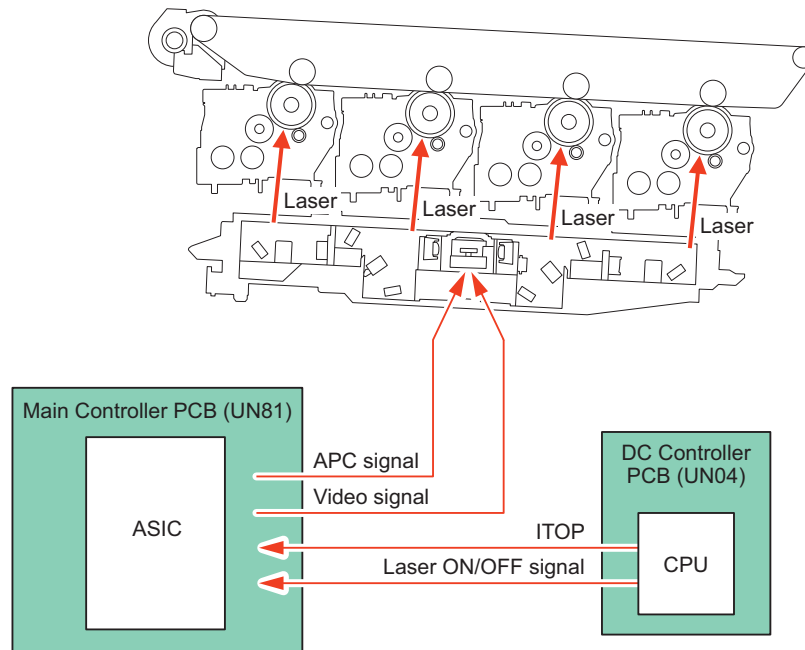 Laser
Laser
Laser
Laser
Main Controller PCB (UN81)
ASIC
APC signal
Video signal
ITOP
Laser ON/OFF signal
DC Controller
PCB (UN04)
CPU